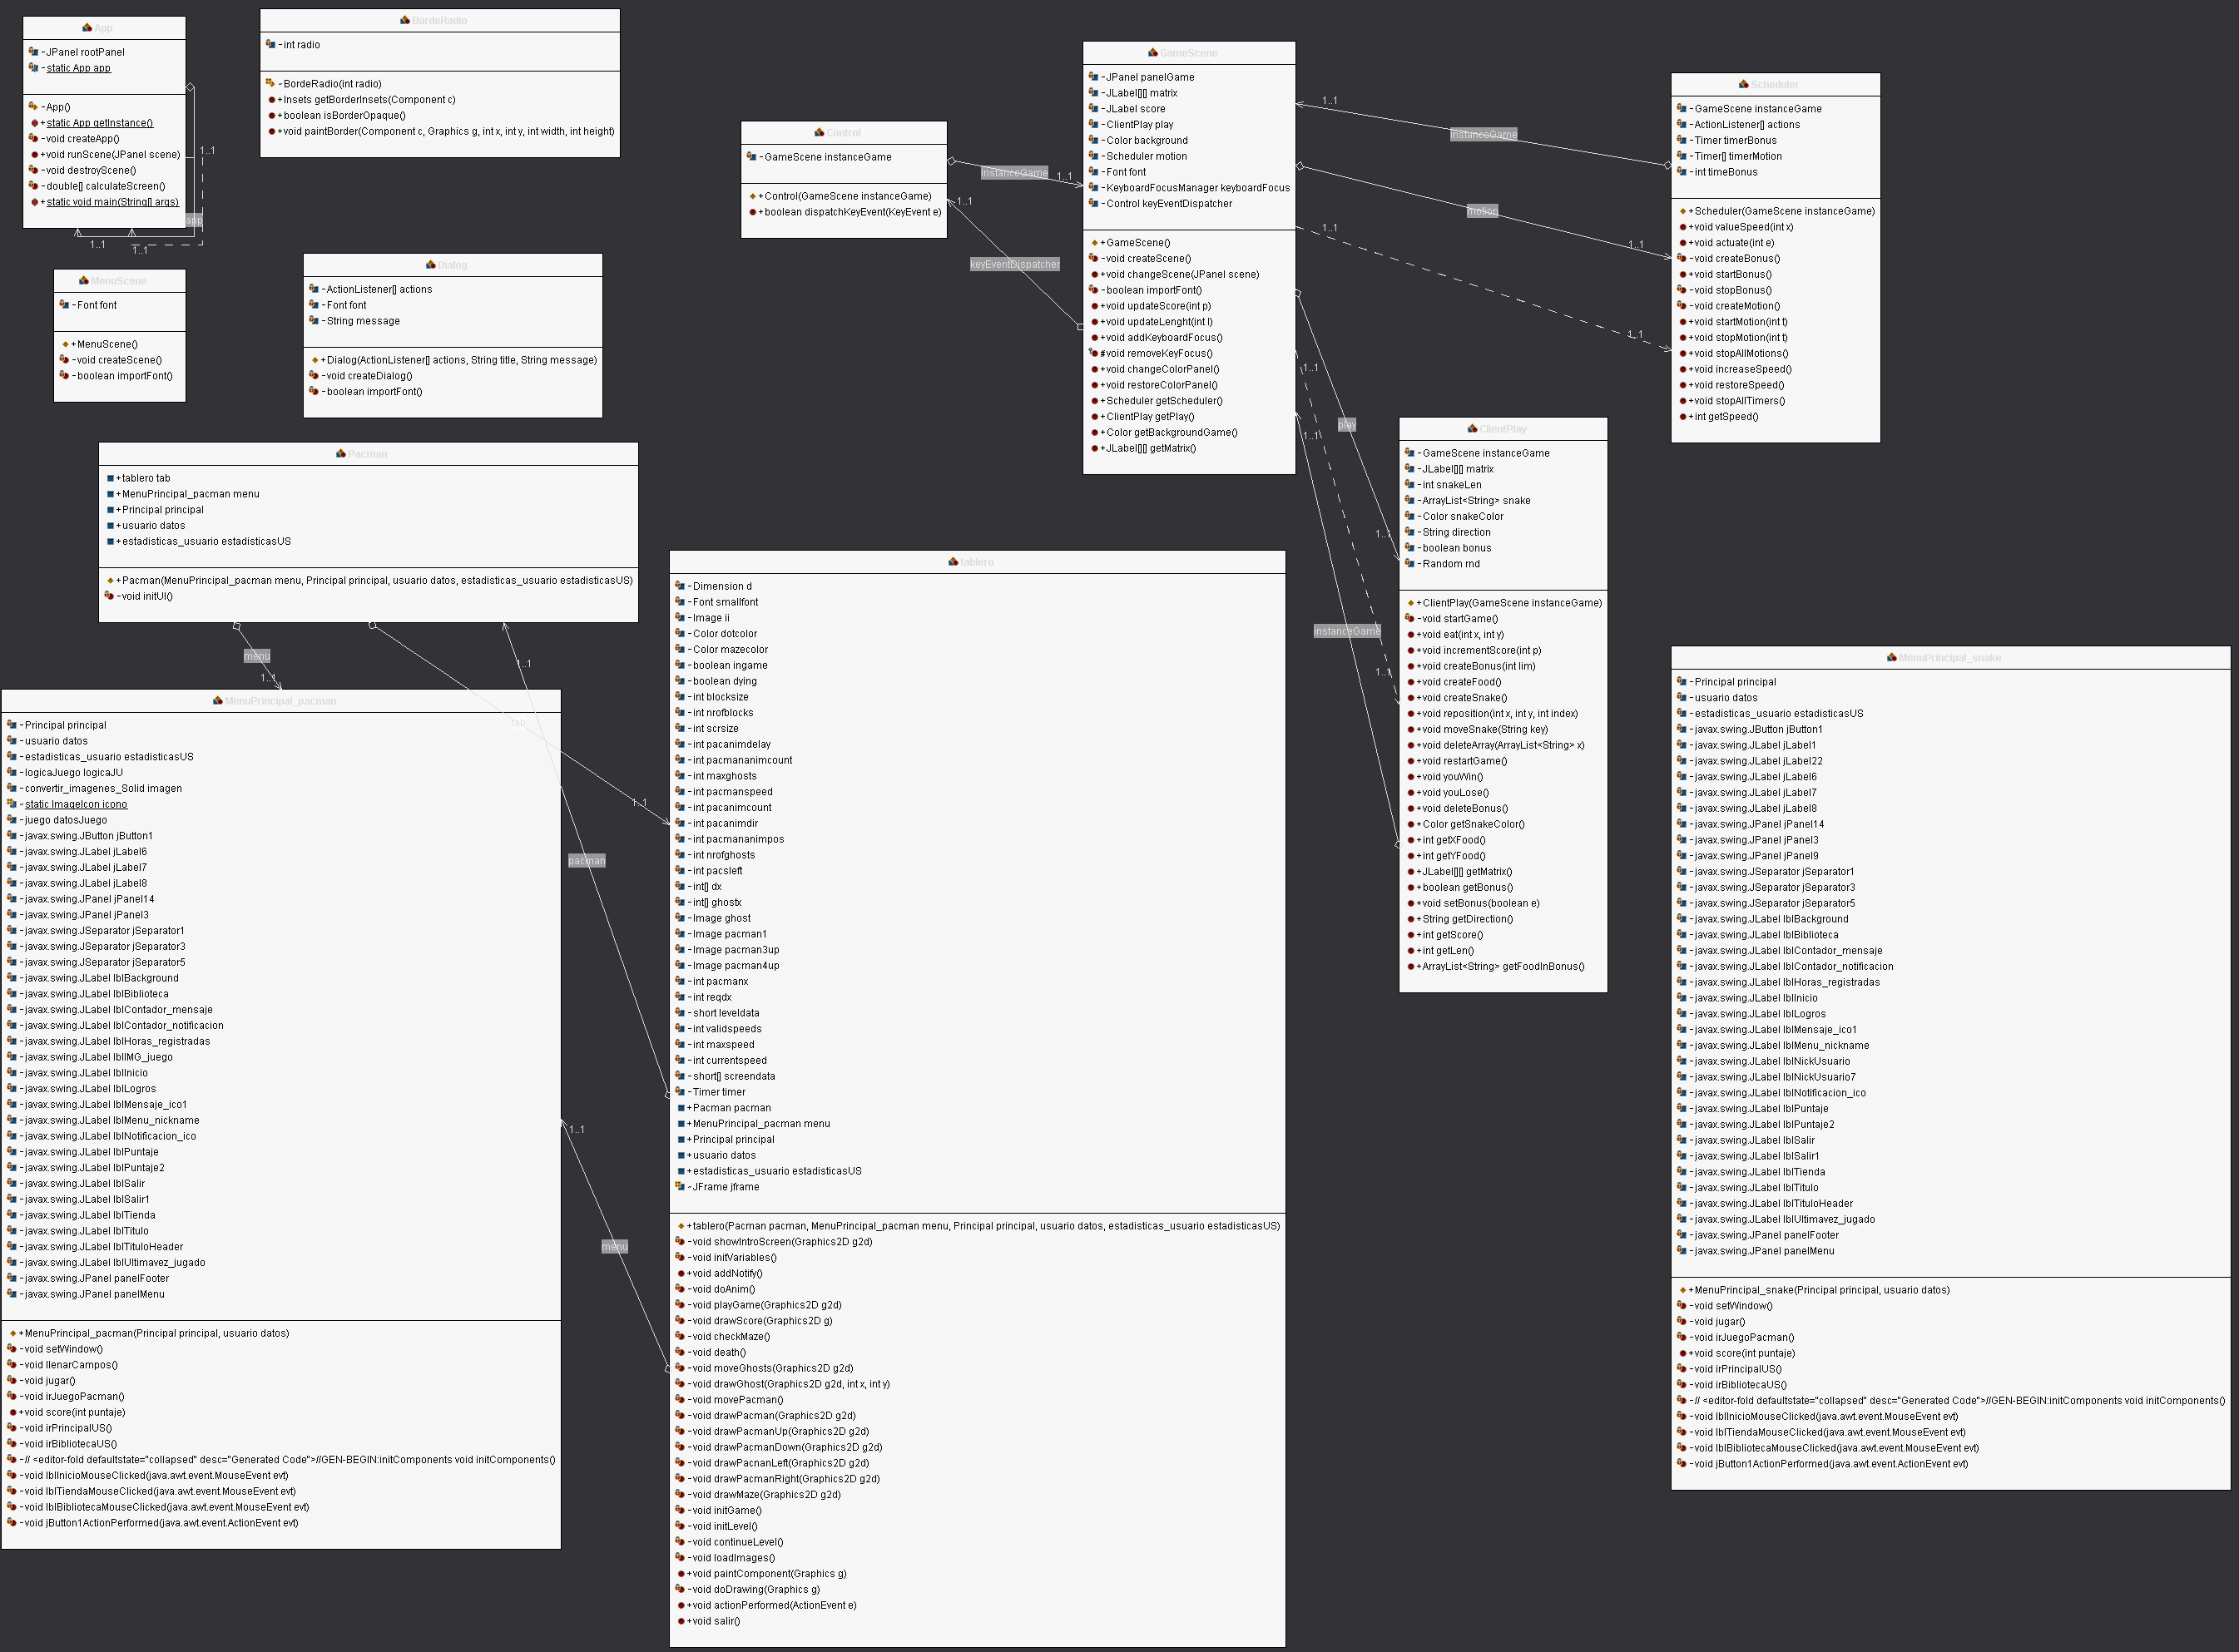 App
-JPanel rootPanel
-static App app
-App()
+static App getInstance()
-void createApp()
+void runScene(JPanel scene)
-void destroyScene()
-double[] calculateScreen()
+static void main(String[] args)
1..1
app
1..1
1..1
BordeRadio
-int radio
-BordeRadio(int radio)
+Insets getBorderInsets(Component c)
+boolean isBorderOpaque()
+void paintBorder(Component c, Graphics g, int x, int y, int width, int height)
MenuScene
-Font font
+MenuScene()
-void createScene()
-boolean importFont()
Dialog
-ActionListener[] actions
-Font font
-String message
+Dialog(ActionListener[] actions, String title, String message)
-void createDialog()
-boolean importFont()
Control
-GameScene instanceGame
+Control(GameScene instanceGame)
+boolean dispatchKeyEvent(KeyEvent e)
instanceGame
1..1
1..1
keyEventDispatcher
GameScene
-JPanel panelGame
-JLabel[][] matrix
-JLabel score
-ClientPlay play
-Color background
-Scheduler motion
-Font font
-KeyboardFocusManager keyboardFocus
-Control keyEventDispatcher
+GameScene()
-void createScene()
+void changeScene(JPanel scene)
-boolean importFont()
+void updateScore(int p)
+void updateLenght(int l)
+void addKeyboardFocus()
#void removeKeyFocus()
+void changeColorPanel()
+void restoreColorPanel()
+Scheduler getScheduler()
+ClientPlay getPlay()
+Color getBackgroundGame()
+JLabel[][] getMatrix()
1..1
instanceGame
motion
1..1
1..1
1..1
Scheduler
-GameScene instanceGame
-ActionListener[] actions
-Timer timerBonus
-Timer[] timerMotion
-int timeBonus
+Scheduler(GameScene instanceGame)
+void valueSpeed(int x)
+void actuate(int e)
-void createBonus()
+void startBonus()
-void stopBonus()
-void createMotion()
+void startMotion(int t)
+void stopMotion(int t)
+void stopAllMotions()
+void increaseSpeed()
+void restoreSpeed()
+void stopAllTimers()
+int getSpeed()
1..1
play
1..1
1..1
instanceGame
1..1
ClientPlay
-GameScene instanceGame
-JLabel[][] matrix
-int snakeLen
-ArrayList<String> snake
-Color snakeColor
-String direction
-boolean bonus
-Random rnd
+ClientPlay(GameScene instanceGame)
-void startGame()
+void eat(int x, int y)
+void incrementScore(int p)
+void createBonus(int lim)
+void createFood()
+void createSnake()
+void reposition(int x, int y, int index)
+void moveSnake(String key)
+void deleteArray(ArrayList<String> x)
+void restartGame()
+void youWin()
+void youLose()
+void deleteBonus()
+Color getSnakeColor()
+int getXFood()
+int getYFood()
+JLabel[][] getMatrix()
+boolean getBonus()
+void setBonus(boolean e)
+String getDirection()
+int getScore()
+int getLen()
+ArrayList<String> getFoodInBonus()
Pacman
+tablero tab
+MenuPrincipal_pacman menu
+Principal principal
+usuario datos
+estadisticas_usuario estadisticasUS
+Pacman(MenuPrincipal_pacman menu, Principal principal, usuario datos, estadisticas_usuario estadisticasUS)
-void initUI()
menu
1..1
1..1
tab
1..1
pacman
1..1
menu
MenuPrincipal_pacman
-Principal principal
-usuario datos
-estadisticas_usuario estadisticasUS
-logicaJuego logicaJU
-convertir_imagenes_Solid imagen
-static ImageIcon icono
-juego datosJuego
-javax.swing.JButton jButton1
-javax.swing.JLabel jLabel6
-javax.swing.JLabel jLabel7
-javax.swing.JLabel jLabel8
-javax.swing.JPanel jPanel14
-javax.swing.JPanel jPanel3
-javax.swing.JSeparator jSeparator1
-javax.swing.JSeparator jSeparator3
-javax.swing.JSeparator jSeparator5
-javax.swing.JLabel lblBackground
-javax.swing.JLabel lblBiblioteca
-javax.swing.JLabel lblContador_mensaje
-javax.swing.JLabel lblContador_notificacion
-javax.swing.JLabel lblHoras_registradas
-javax.swing.JLabel lblIMG_juego
-javax.swing.JLabel lblInicio
-javax.swing.JLabel lblLogros
-javax.swing.JLabel lblMensaje_ico1
-javax.swing.JLabel lblMenu_nickname
-javax.swing.JLabel lblNotificacion_ico
-javax.swing.JLabel lblPuntaje
-javax.swing.JLabel lblPuntaje2
-javax.swing.JLabel lblSalir
-javax.swing.JLabel lblSalir1
-javax.swing.JLabel lblTienda
-javax.swing.JLabel lblTitulo
-javax.swing.JLabel lblTituloHeader
-javax.swing.JLabel lblUltimavez_jugado
-javax.swing.JPanel panelFooter
-javax.swing.JPanel panelMenu
+MenuPrincipal_pacman(Principal principal, usuario datos)
-void setWindow()
-void llenarCampos()
-void jugar()
-void irJuegoPacman()
+void score(int puntaje)
-void irPrincipalUS()
-void irBibliotecaUS()
-// <editor-fold defaultstate="collapsed" desc="Generated Code">//GEN-BEGIN:initComponents void initComponents()
-void lblInicioMouseClicked(java.awt.event.MouseEvent evt)
-void lblTiendaMouseClicked(java.awt.event.MouseEvent evt)
-void lblBibliotecaMouseClicked(java.awt.event.MouseEvent evt)
-void jButton1ActionPerformed(java.awt.event.ActionEvent evt)
tablero
-Dimension d
-Font smallfont
-Image ii
-Color dotcolor
-Color mazecolor
-boolean ingame
-boolean dying
-int blocksize
-int nrofblocks
-int scrsize
-int pacanimdelay
-int pacmananimcount
-int maxghosts
-int pacmanspeed
-int pacanimcount
-int pacanimdir
-int pacmananimpos
-int nrofghosts
-int pacsleft
-int[] dx
-int[] ghostx
-Image ghost
-Image pacman1
-Image pacman3up
-Image pacman4up
-int pacmanx
-int reqdx
-short leveldata
-int validspeeds
-int maxspeed
-int currentspeed
-short[] screendata
-Timer timer
+Pacman pacman
+MenuPrincipal_pacman menu
+Principal principal
+usuario datos
+estadisticas_usuario estadisticasUS
~JFrame jframe
+tablero(Pacman pacman, MenuPrincipal_pacman menu, Principal principal, usuario datos, estadisticas_usuario estadisticasUS)
-void showIntroScreen(Graphics2D g2d)
-void initVariables()
+void addNotify()
-void doAnim()
-void playGame(Graphics2D g2d)
-void drawScore(Graphics2D g)
-void checkMaze()
-void death()
-void moveGhosts(Graphics2D g2d)
-void drawGhost(Graphics2D g2d, int x, int y)
-void movePacman()
-void drawPacman(Graphics2D g2d)
-void drawPacmanUp(Graphics2D g2d)
-void drawPacmanDown(Graphics2D g2d)
-void drawPacnanLeft(Graphics2D g2d)
-void drawPacmanRight(Graphics2D g2d)
-void drawMaze(Graphics2D g2d)
-void initGame()
-void initLevel()
-void continueLevel()
-void loadImages()
+void paintComponent(Graphics g)
-void doDrawing(Graphics g)
+void actionPerformed(ActionEvent e)
+void salir()
MenuPrincipal_snake
-Principal principal
-usuario datos
-estadisticas_usuario estadisticasUS
-javax.swing.JButton jButton1
-javax.swing.JLabel jLabel1
-javax.swing.JLabel jLabel22
-javax.swing.JLabel jLabel6
-javax.swing.JLabel jLabel7
-javax.swing.JLabel jLabel8
-javax.swing.JPanel jPanel14
-javax.swing.JPanel jPanel3
-javax.swing.JPanel jPanel9
-javax.swing.JSeparator jSeparator1
-javax.swing.JSeparator jSeparator3
-javax.swing.JSeparator jSeparator5
-javax.swing.JLabel lblBackground
-javax.swing.JLabel lblBiblioteca
-javax.swing.JLabel lblContador_mensaje
-javax.swing.JLabel lblContador_notificacion
-javax.swing.JLabel lblHoras_registradas
-javax.swing.JLabel lblInicio
-javax.swing.JLabel lblLogros
-javax.swing.JLabel lblMensaje_ico1
-javax.swing.JLabel lblMenu_nickname
-javax.swing.JLabel lblNickUsuario
-javax.swing.JLabel lblNickUsuario7
-javax.swing.JLabel lblNotificacion_ico
-javax.swing.JLabel lblPuntaje
-javax.swing.JLabel lblPuntaje2
-javax.swing.JLabel lblSalir
-javax.swing.JLabel lblSalir1
-javax.swing.JLabel lblTienda
-javax.swing.JLabel lblTitulo
-javax.swing.JLabel lblTituloHeader
-javax.swing.JLabel lblUltimavez_jugado
-javax.swing.JPanel panelFooter
-javax.swing.JPanel panelMenu
+MenuPrincipal_snake(Principal principal, usuario datos)
-void setWindow()
-void jugar()
-void irJuegoPacman()
+void score(int puntaje)
-void irPrincipalUS()
-void irBibliotecaUS()
-// <editor-fold defaultstate="collapsed" desc="Generated Code">//GEN-BEGIN:initComponents void initComponents()
-void lblInicioMouseClicked(java.awt.event.MouseEvent evt)
-void lblTiendaMouseClicked(java.awt.event.MouseEvent evt)
-void lblBibliotecaMouseClicked(java.awt.event.MouseEvent evt)
-void jButton1ActionPerformed(java.awt.event.ActionEvent evt)